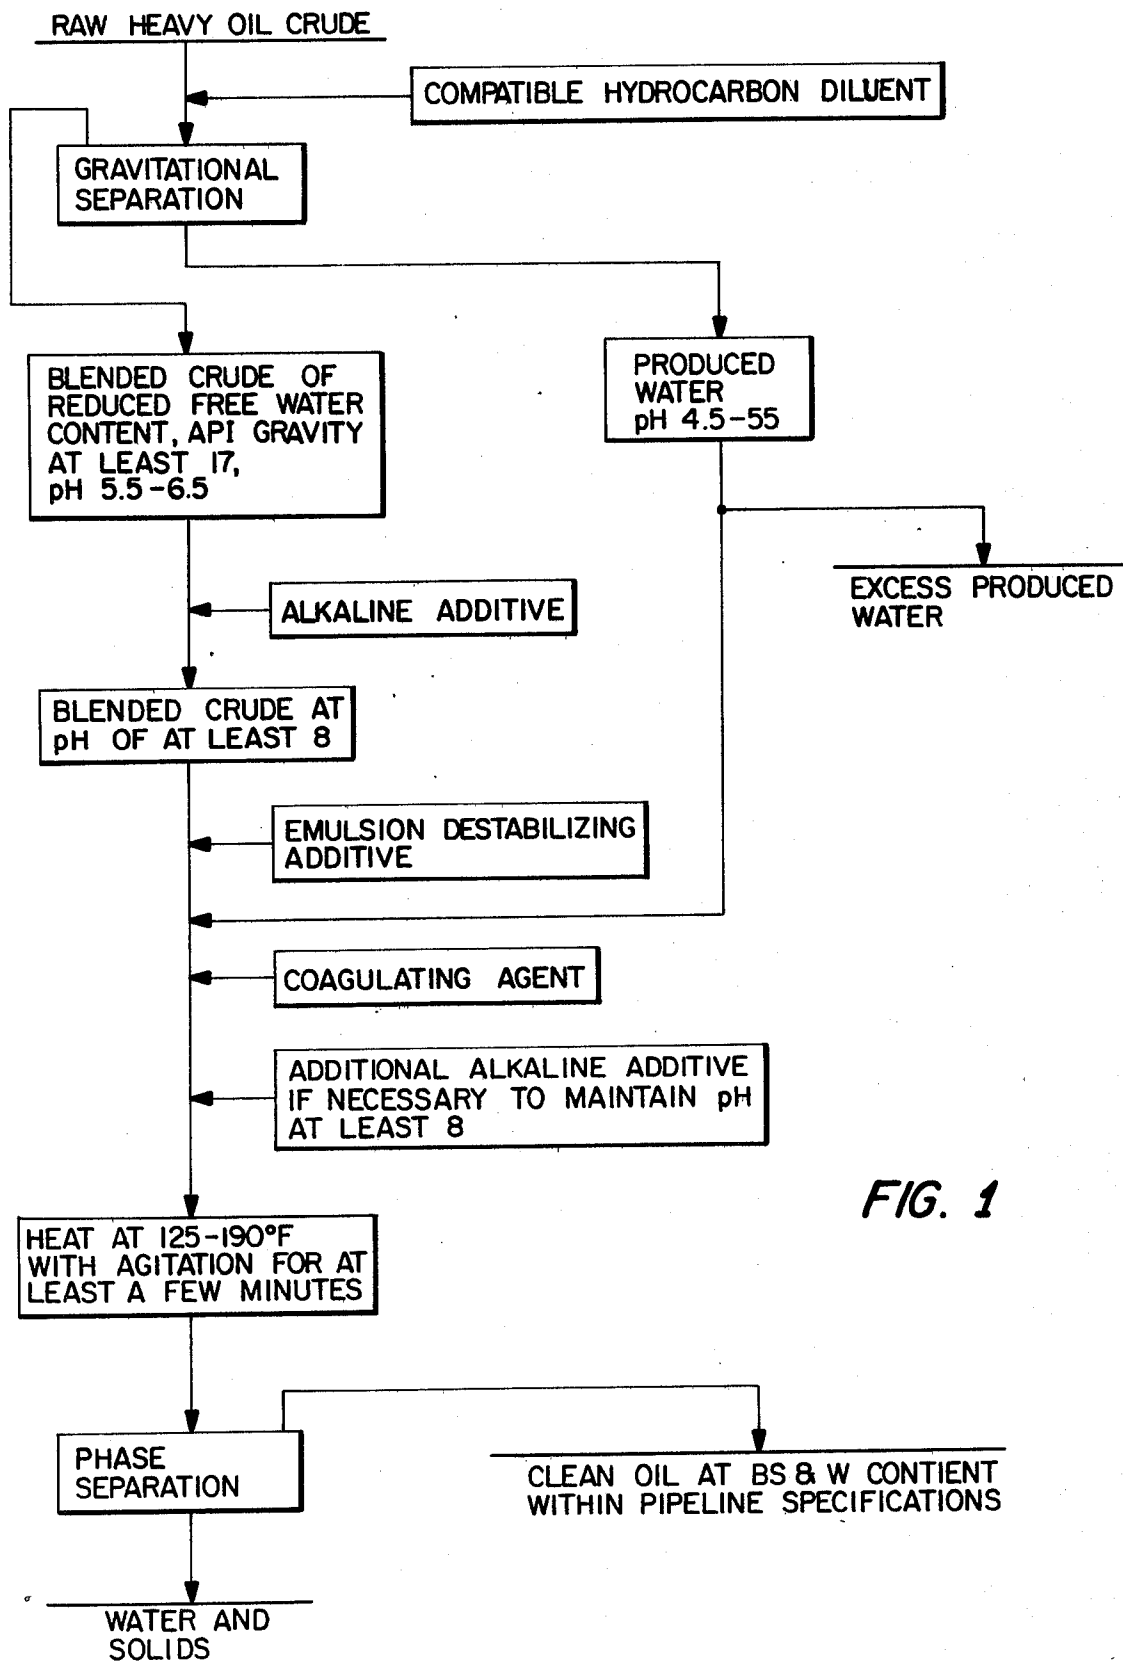 RAW HEAVY OIL CRUDE
COMPATIBLE HYDROCARBON DILUENT
GRAVITATIONAL
SEPARATION
BLENDED CRUDE OF
REDUCED FREE WATER
CONTENT, API GRAVITY
AT LEAST 17,
pH 5.5-6.5
PRODUCED
WATER
pH 4.5-55
EXCESS PRODUCED
WATER
ALKALINE ADDITIVE
BLENDED CRUDE AT
pH OF AT LEAST 8
EMULSION DESTABILIZING
ADDITIVE
COAGULATING AGENT
ADDITIONAL ALKALINE ADDITIVE
IF NECESSARY TO MAINTAIN pH
AT LEAST 8
FIG. 1
HEAT AT 125-190°F
WITH AGITATION FOR AT
LEAST A FEW MINUTES
PHASE
SEPARATION
CLEAN OIL AT BS & W CONTIENT
WITHIN PIPELINE SPECIFICATIONS
WATER AND
SOLIDS